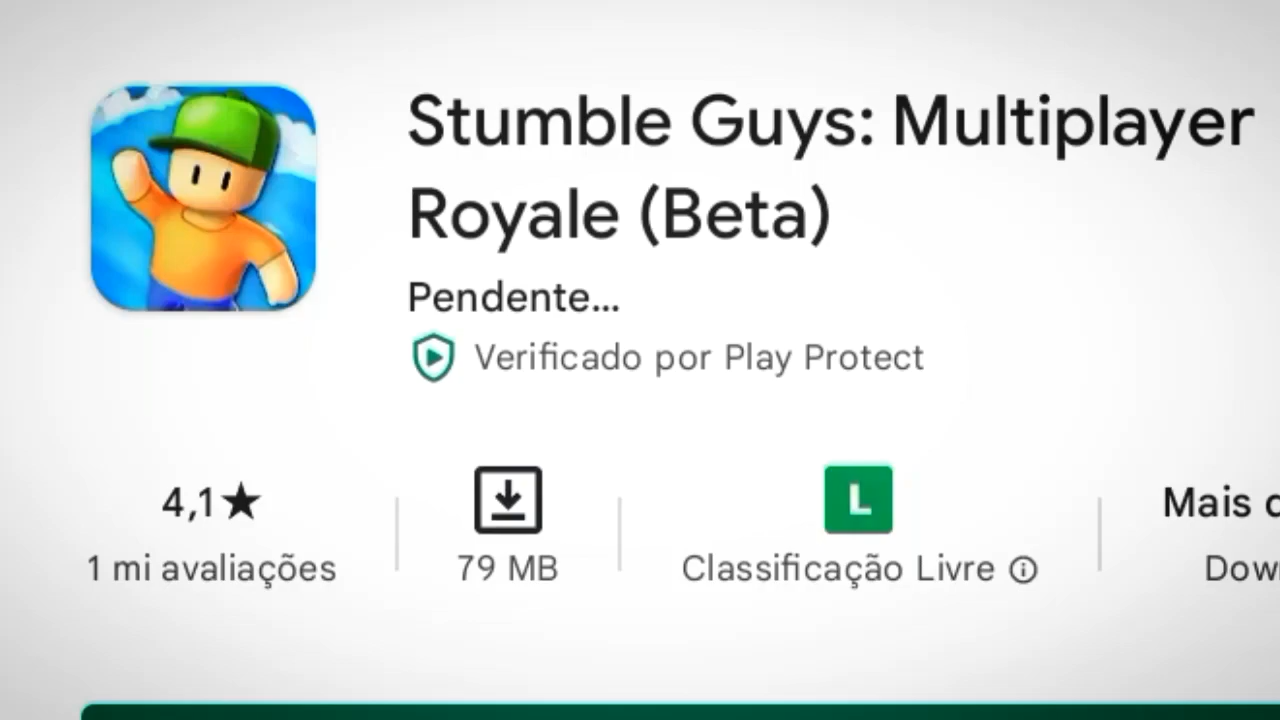 Stumble Guys: Multiplayer
Royale (Beta)
Pendente...
Verificado por Play Protect
4,1★
1 mi avaliações
79 MB
L
Classificação Livre
Mais